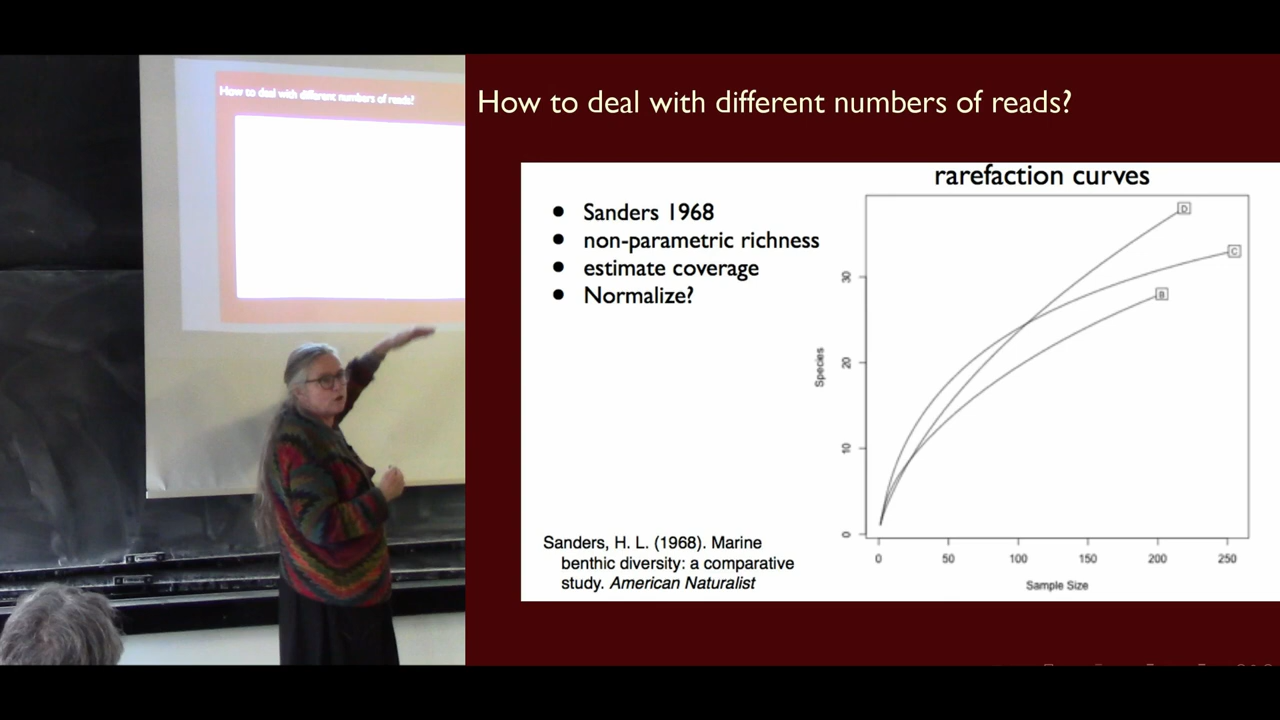 How to deal with different numbers of reads?
How to deal with different numbers of reads?
rarefaction curves
● Sanders 1968
● non-parametric richness
● estimate coverage
● Normalize?
D
C
B
30
20
10
0
Species
0 50 100 150 200 250
Sample Size
Sanders, H. L. (1968). Marine
benthic diversity: a comparative
study. American Naturalist